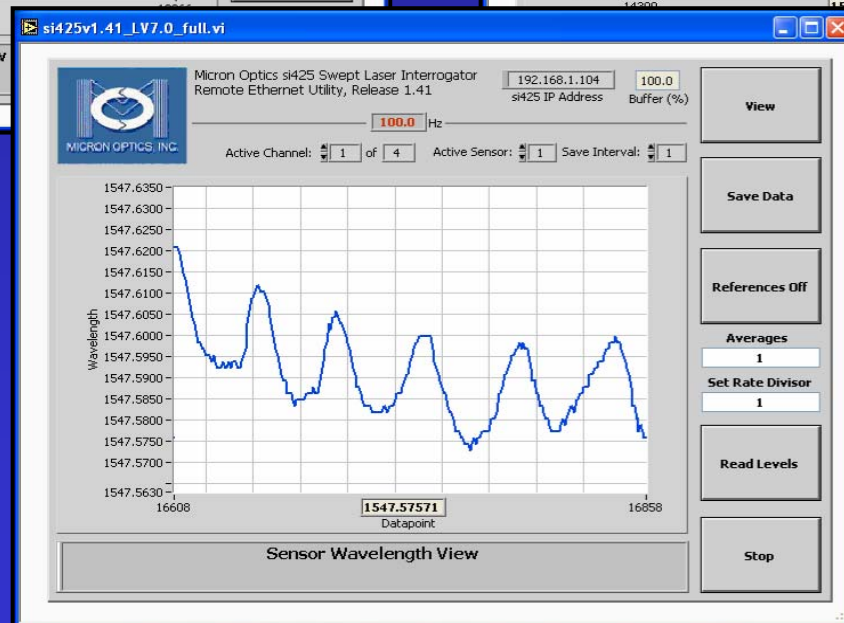 14300
si425v1.41_LV7.0_full.vi
MICRON OPTICS, INC.
Micron Optics si425 Swept Laser Interrogator
Remote Ethernet Utility, Release 1.41
192.168.1.104
si425 IP Address
100.0
Buffer (%)
100.0 Hz
Active Channel: 1 of 4 Active Sensor: 1 Save Interval: 1
View
Save Data
References Off
Averages
1
Set Rate Divisor
1
Read Levels
Stop
Wavelength
1547.6350
1547.6300
1547.6250
1547.6200
1547.6150
1547.6100
1547.6050
1547.6000
1547.5950
1547.5900
1547.5850
1547.5800
1547.5750
1547.5700
1547.5630
16608
1547.57571
16858
Datapoint
Sensor Wavelength View